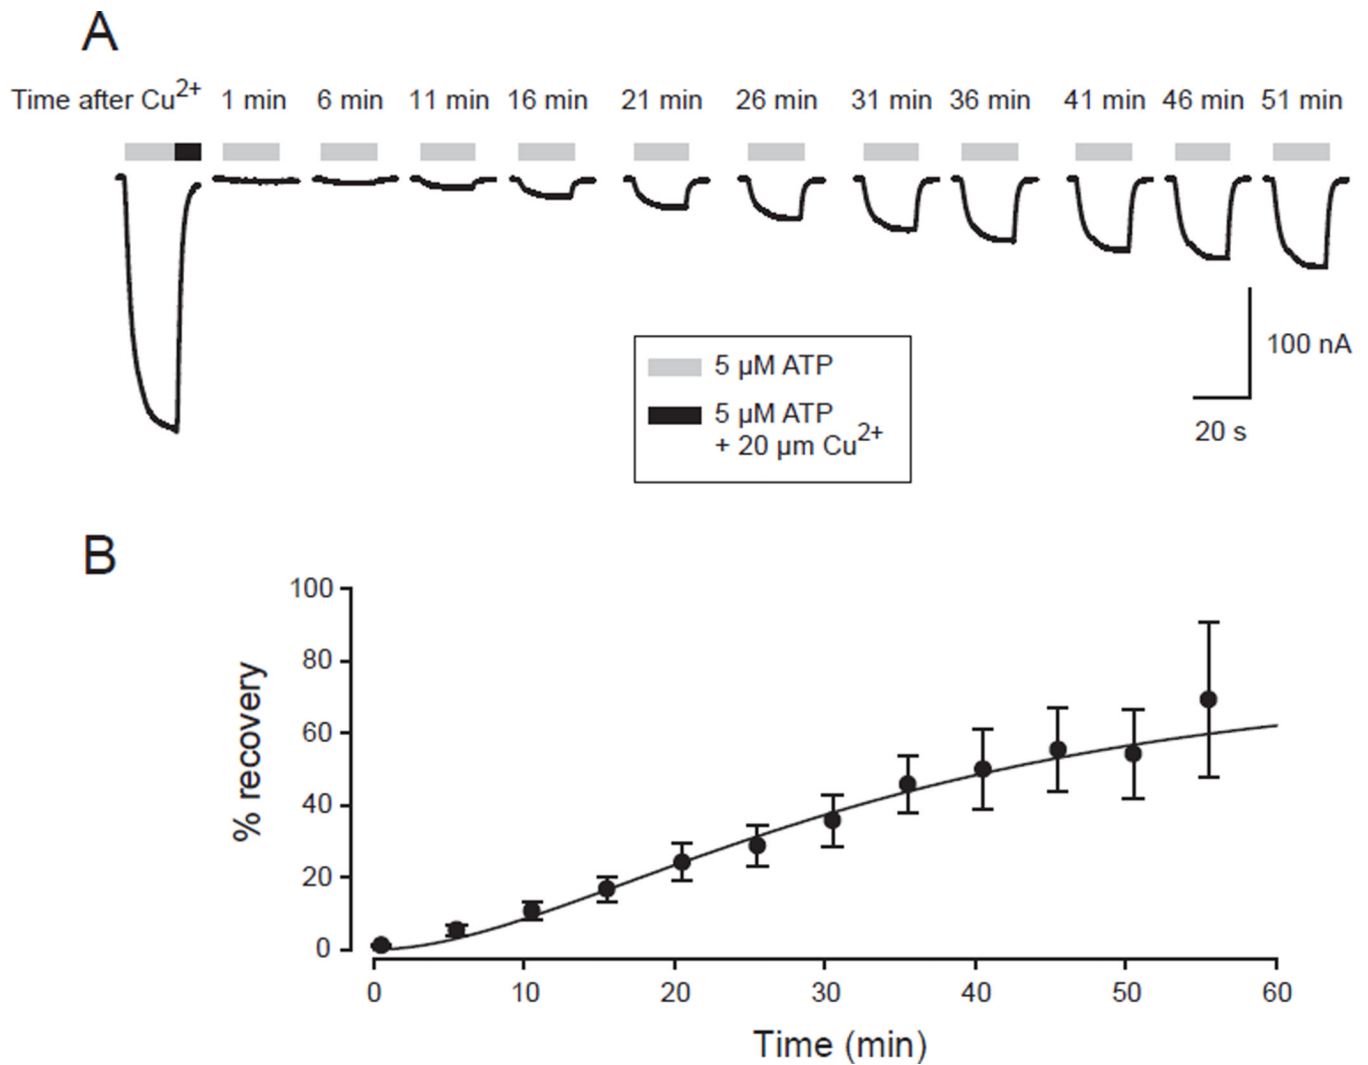 A
Time after Cu2+ 1 min 6 min 11 min 16 min 21 min 26 min 31 min 36 min 41 min 46 min 51 min
100 nA
20 s
5 µM ATP
5 µM ATP
+ 20 µm Cu2+
B
% recovery
100
80
60
40
20
0
0 10 20 30 40 50 60
Time (min)